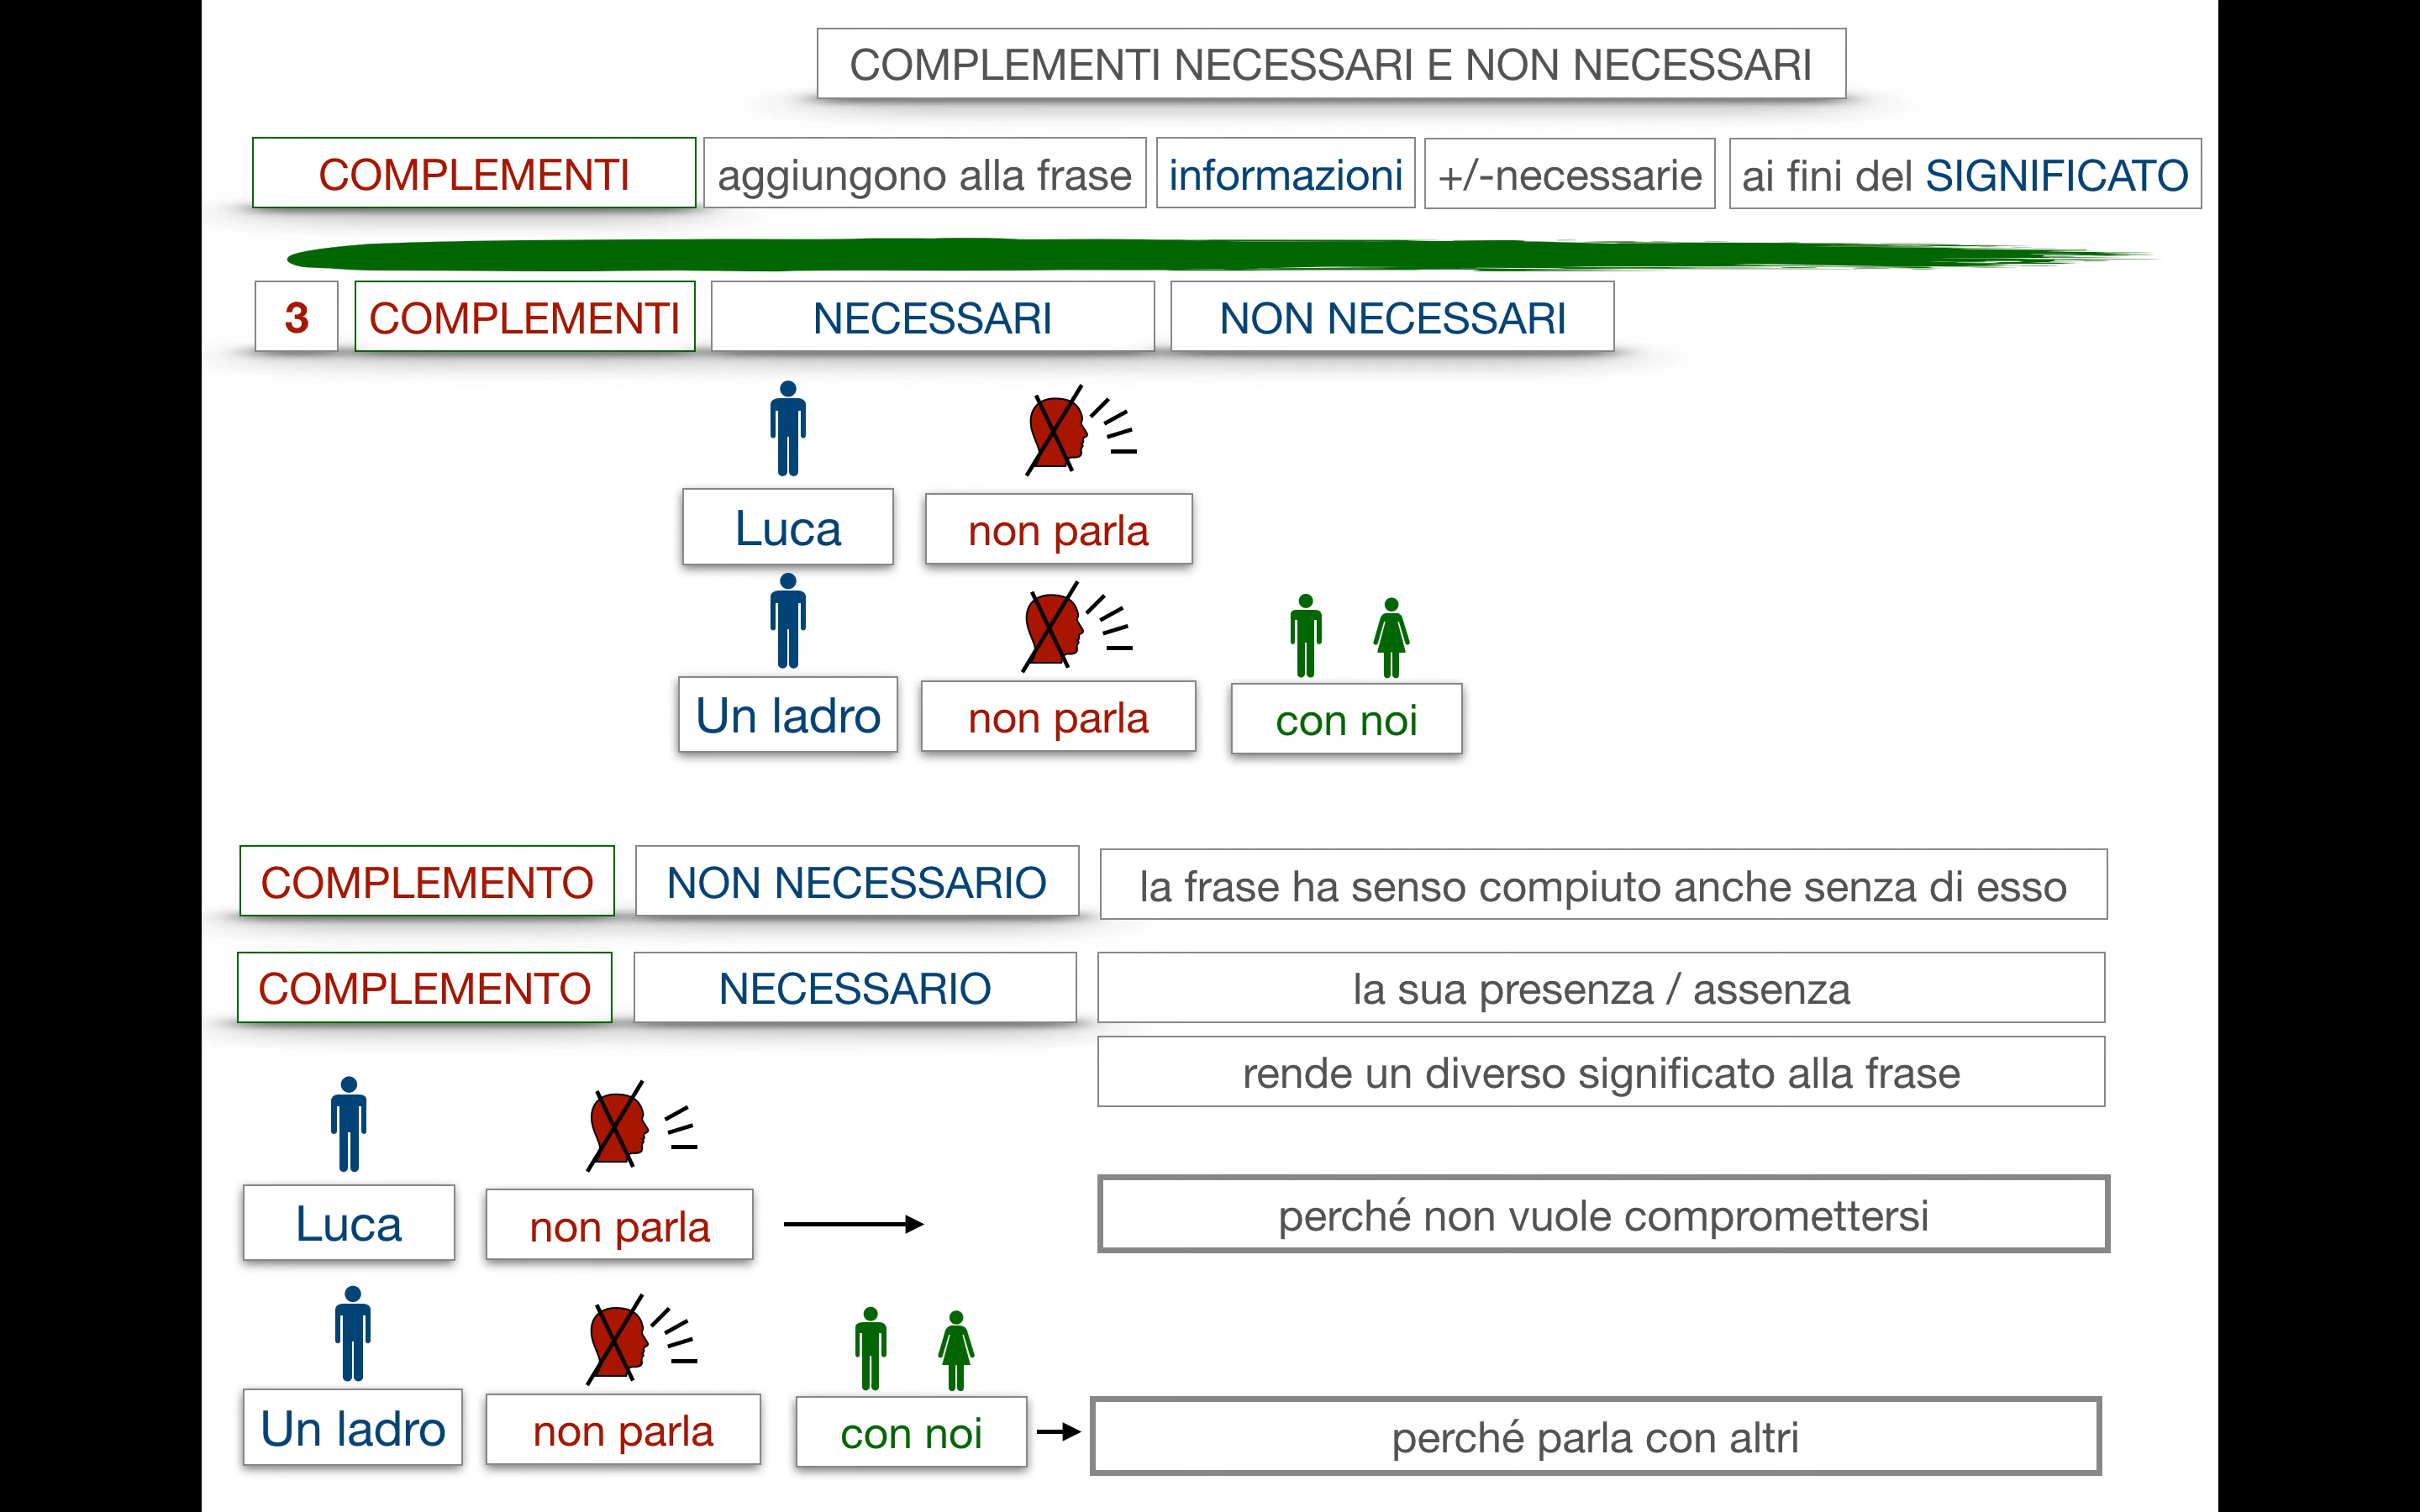 COMPLEMENTI NECESSARI E NON NECESSARI
COMPLEMENTI aggiungono alla frase informazioni +/-necessarie ai fini del SIGNIFICATO
3 COMPLEMENTI NECESSARI NON NECESSARI
Luca non parla
Un ladro non parla con noi
COMPLEMENTO NON NECESSARIO la frase ha senso compiuto anche senza di esso
COMPLEMENTO NECESSARIO la sua presenza / assenza
rende un diverso significato alla frase
Luca non parla perché non vuole compromettersi
Un ladro non parla con noi perché parla con altri